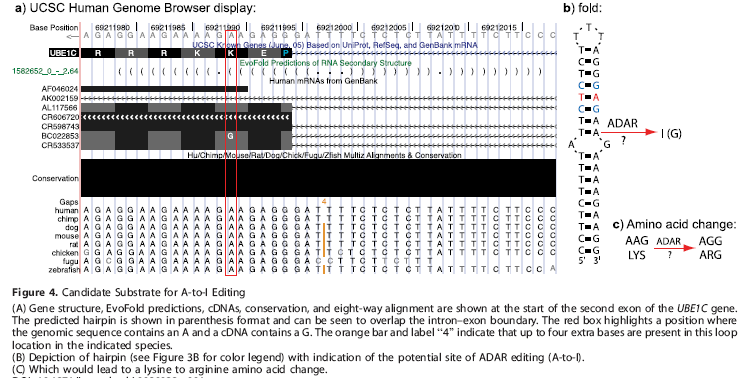 a) UCSC Human Genome Browser display:
Base Position 69211980 69211985 69211990 69211995 69212000 69212005 69212010 69212015
<--- A G A G G A A G A A A A G A A G A G G G A T T T T C T C T C T T A T T T T C T T C C C
UCSC Known Genes (June, 05) Based on UniProt, RefSeq, and GenBank mRNA
UBE1C R R R K K E P
EvoFold Predictions of RNA Secondary Structure
1582652_0_-_2.64
Human mRNAs from GenBank
AF046024
AK002159
AL117566
CR606720
CR598743
BC022853 G
CR533537
Hu/Chimp/Mouse/Rat/Dog/Chick/Fugu/Zfish Multiz Alignments & Conservation
Conservation
Gaps 4
human A G A G G A A G A A A A G A A G A G G G A T T T T C T C T C T T A T T T T C T T C C C
chimp A G A G G A A G A A A A G A A G A G G G A T T T T C T C T C T T A T T T T C T T C C C
dog
mouse
rat
chicken
fugu
zebrafish
b) fold:
T
T T
T T
T A
C G
T G
C G
T A
C G
T A
T A
A G
T A
T A
T A
T A
C G
T A
C A
C G
C G
5' 3'
ADAR
?
I (G)
c) Amino acid change:
AAG ADAR AGG
LYS ? ARG
Figure 4. Candidate Substrate for A-to-I Editing
(A) Gene structure, EvoFold predictions, cDNAs, conservation, and eight-way alignment are shown at the start of the second exon of the UBE1C gene.
The predicted hairpin is shown in parenthesis format and can be seen to overlap the intron–exon boundary. The red box highlights a position where
the genomic sequence contains an A and a cDNA contains a G. The orange bar and label “4” indicate that up to four extra bases are present in this loop
location in the indicated species.
(B) Depiction of hairpin (see Figure 3B for color legend) with indication of the potential site of ADAR editing (A-to-I).
(C) Which would lead to a lysine to arginine amino acid change.